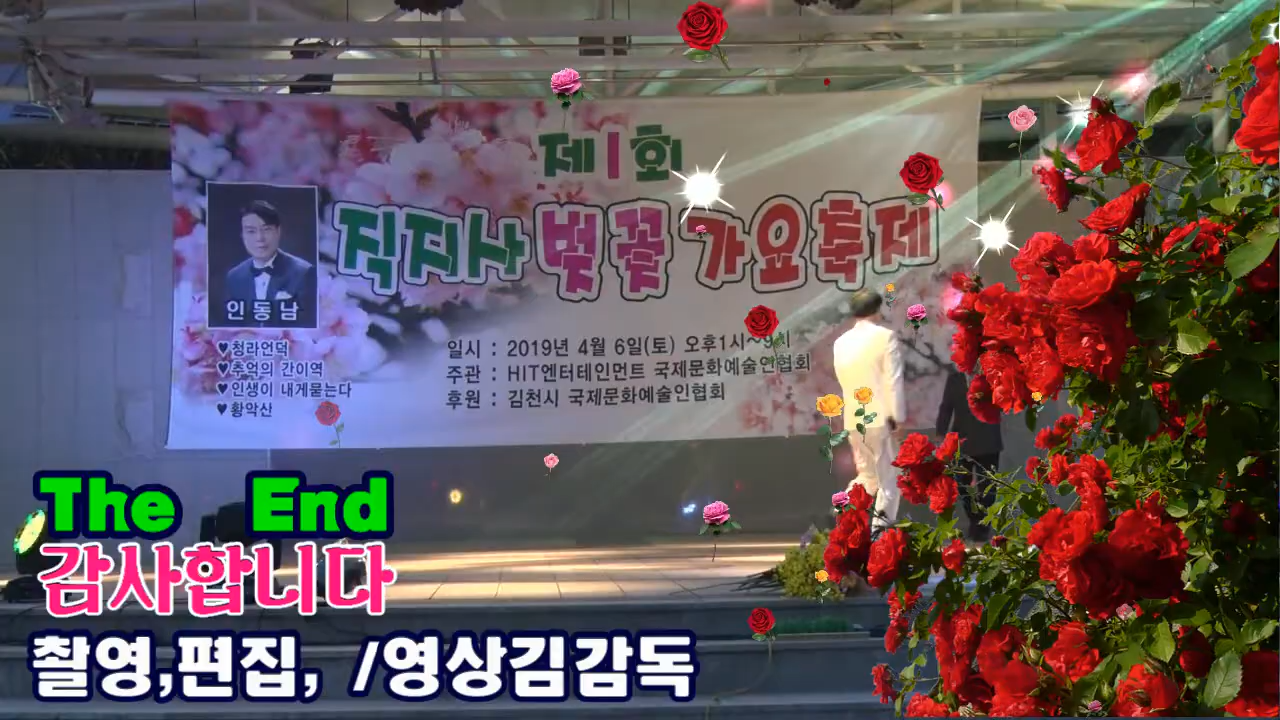 제1회
직지사 벚꽃 가요축제
인동남
♥청라언덕
♥추억의 간이역
♥인생이 내게묻는다
♥황악산
일시 : 2019년 4월 6일(토) 오후1시~9시
주관 : HIT엔터테인먼트 국제문화예술인협회
후원 : 김천시 국제문화예술인협회
The End
감사합니다
촬영,편집, /영상김감독